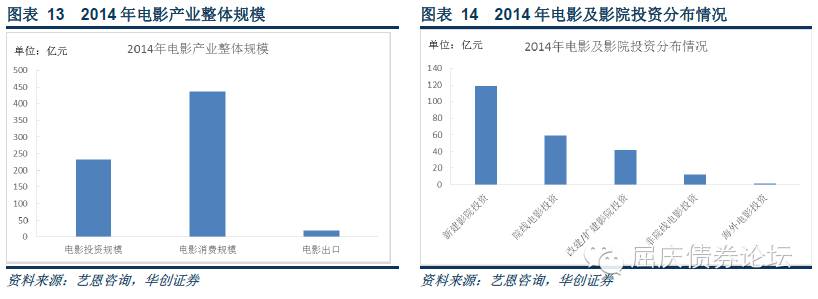 图表 13 2014 年电影产业整体规模
单位：亿元
2014年电影产业整体规模
500
450
400
350
300
250
200
150
100
50
0
电影投资规模
电影消费规模
电影出口
资料来源：艺恩咨询，华创证券
图表 14 2014 年电影及影院投资分布情况
单位：亿元
2014年电影及影院投资分布情况
140
120
100
80
60
40
20
0
新建影院投资
院线电影投资
改建/扩建影院投资
非院线电影投资
海外电影投资
资料来源：艺恩咨询，华创证券
屈庆债券论坛